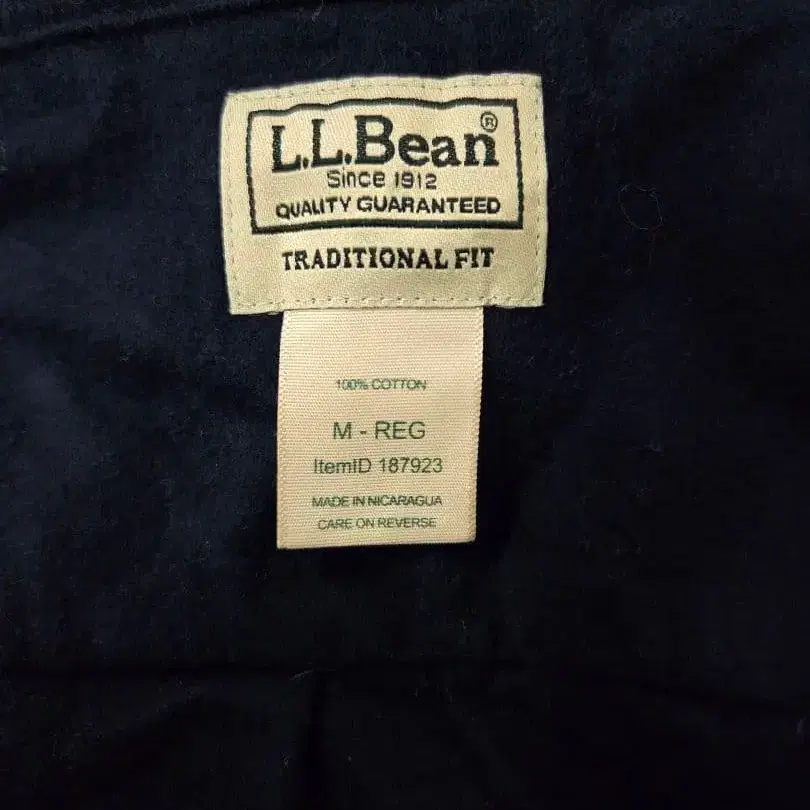 L.L.Bean®
Since 1912
QUALITY GUARANTEED
TRADITIONAL FIT
100% COTTON
M - REG
ItemID 187923
MADE IN NICARAGUA
CARE ON REVERSE